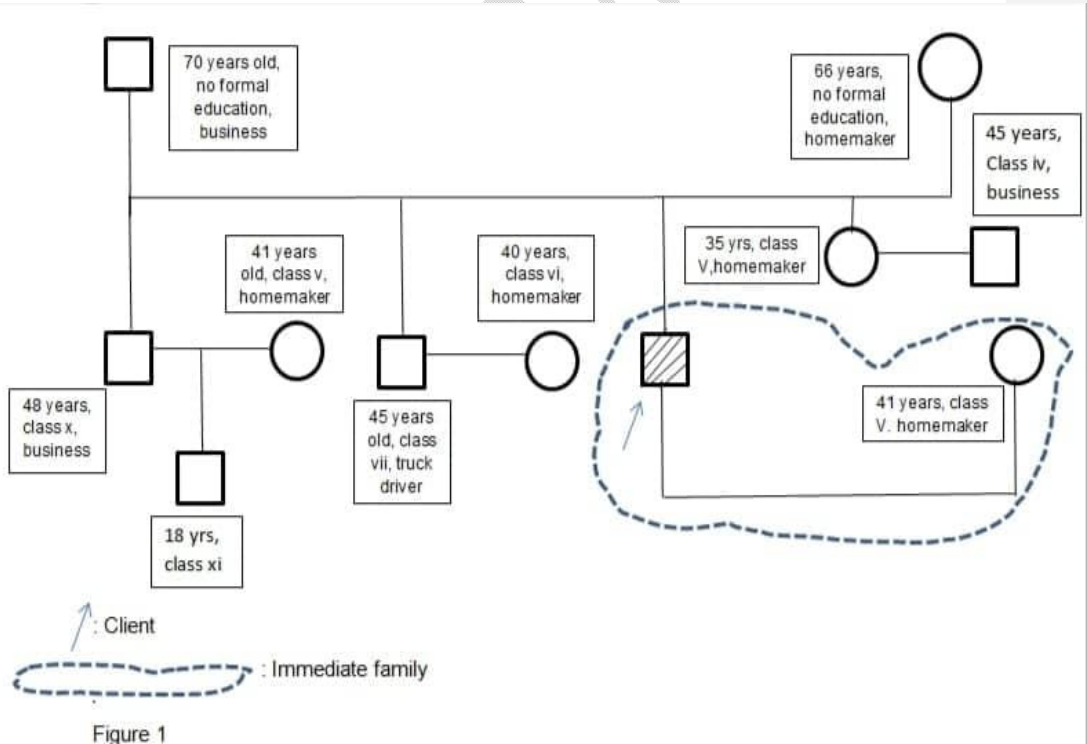 70 years old,
no formal
education,
business
66 years,
no formal
education,
homemaker
45 years,
Class iv,
business
41 years
old, class v,
homemaker
40 years,
class vi,
homemaker
35 yrs, class
V,homemaker
48 years,
class x,
business
45 years
old, class
vii, truck
driver
41 years, class
V. homemaker
18 yrs,
class xi
: Client
: Immediate family
Figure 1